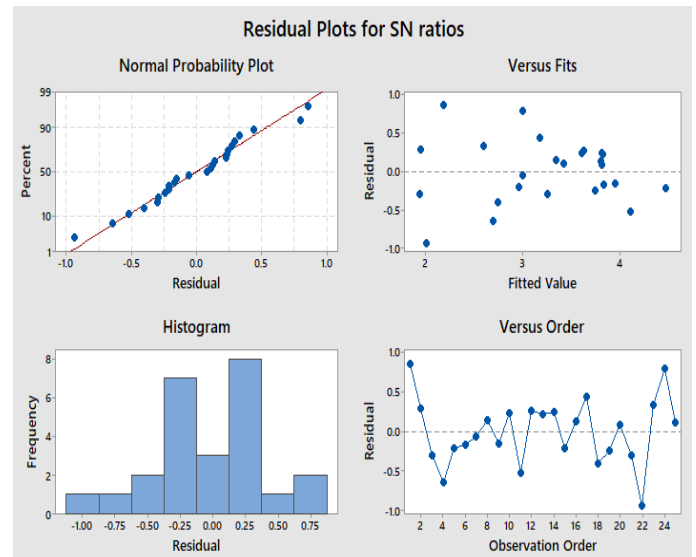 Residual Plots for SN ratios
Normal Probability Plot
99
90
50
10
1
Percent
-1.0 -0.5 0.0 0.5 1.0
Residual
Versus Fits
1.0
0.5
0.0
-0.5
-1.0
Residual
2 3 4
Fitted Value
Histogram
8
6
4
2
0
Frequency
-1.00 -0.75 -0.50 -0.25 0.00 0.25 0.50 0.75
Residual
Versus Order
1.0
0.5
0.0
-0.5
-1.0
Residual
2 4 6 8 10 12 14 16 18 20 22 24
Observation Order